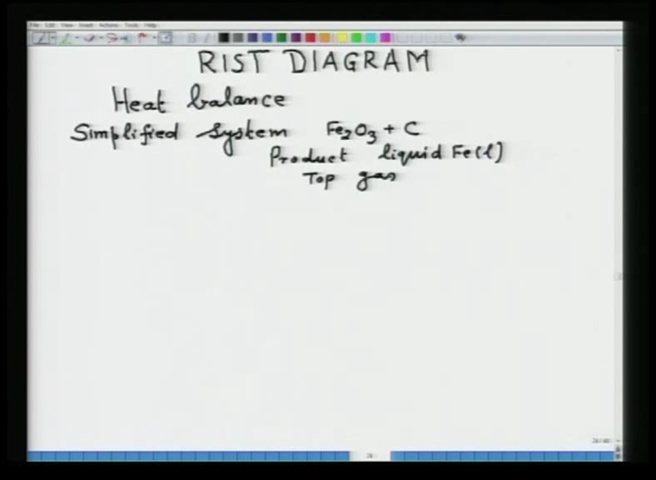 RIST DIAGRAM
Heat balance
Simplified system Fe₂O₃ + C
Product liquid Fe(l)
Top gas